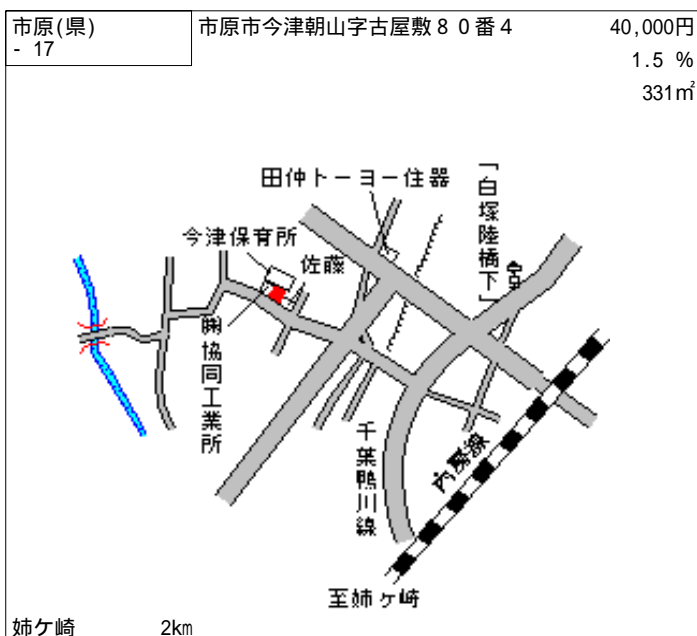 市原(県)
- 17
市原市今津朝山字古屋敷８０番４
40,000円
1.5 %
331㎡
田仲トーヨー住器
「白塚陸橋下」
今津保育所
佐藤
㈱協同工業所
千葉鴨川線
内房線
至姉ヶ崎
姉ケ崎 2km